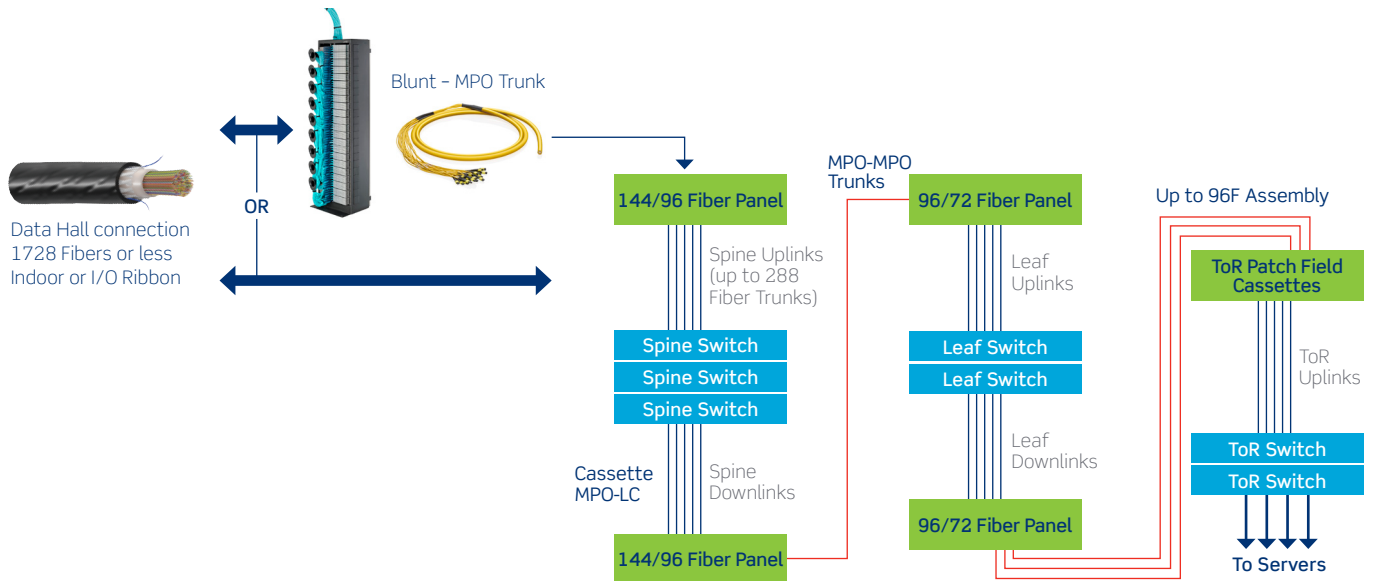 Blunt – MPO Trunk
OR
Data Hall connection
1728 Fibers or less
Indoor or I/O Ribbon
144/96 Fiber Panel
Spine Uplinks
(up to 288
Fiber Trunks)
Spine Switch
Spine Switch
Spine Switch
Cassette
MPO-LC
Spine
Downlinks
144/96 Fiber Panel
MPO-MPO
Trunks
96/72 Fiber Panel
Leaf
Uplinks
Leaf Switch
Leaf Switch
Leaf
Downlinks
96/72 Fiber Panel
Up to 96F Assembly
ToR Patch Field
Cassettes
ToR
Uplinks
ToR Switch
ToR Switch
To Servers